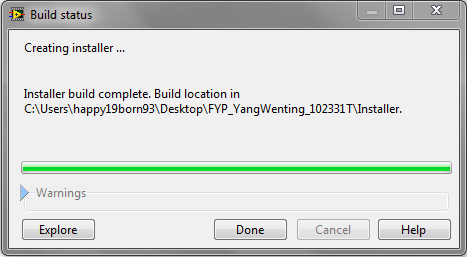 Build status
Creating installer ...
Installer build complete. Build location in
C:\Users\happy19born93\Desktop\FYP_YangWenting_102331T\Installer.
Warnings
Explore
Done
Cancel
Help